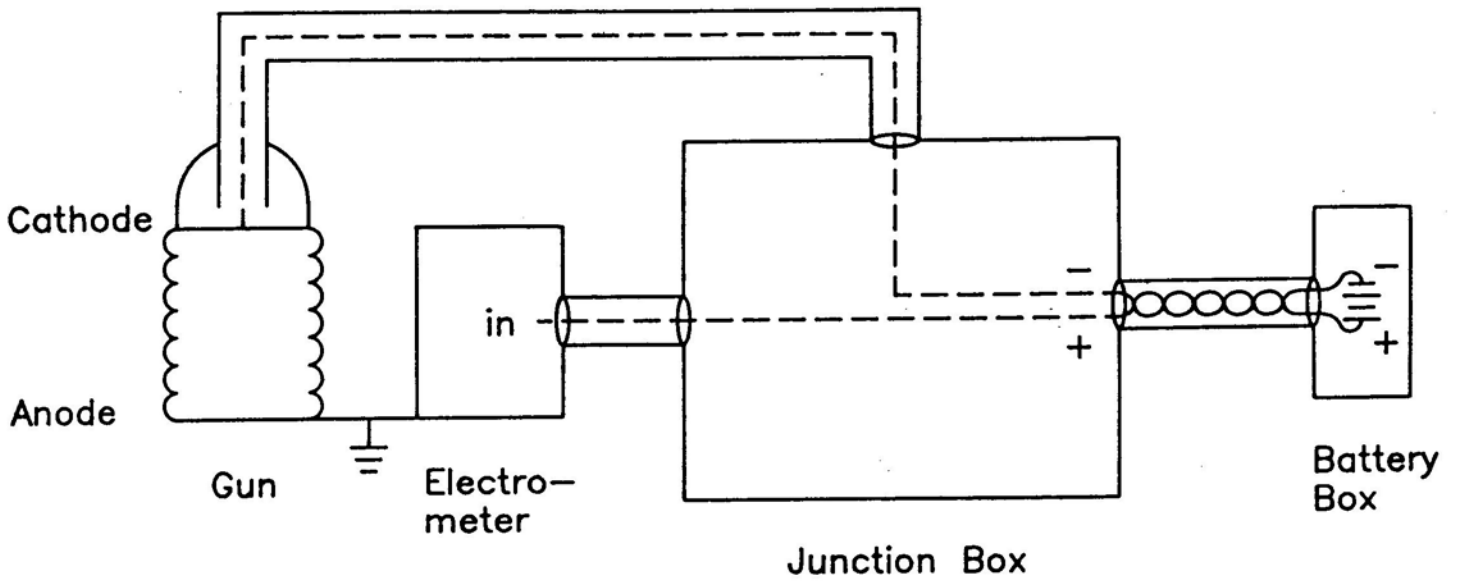 Cathode
Anode
Gun
in
Electro-
meter
−
+
Junction Box
−
+
Battery
Box